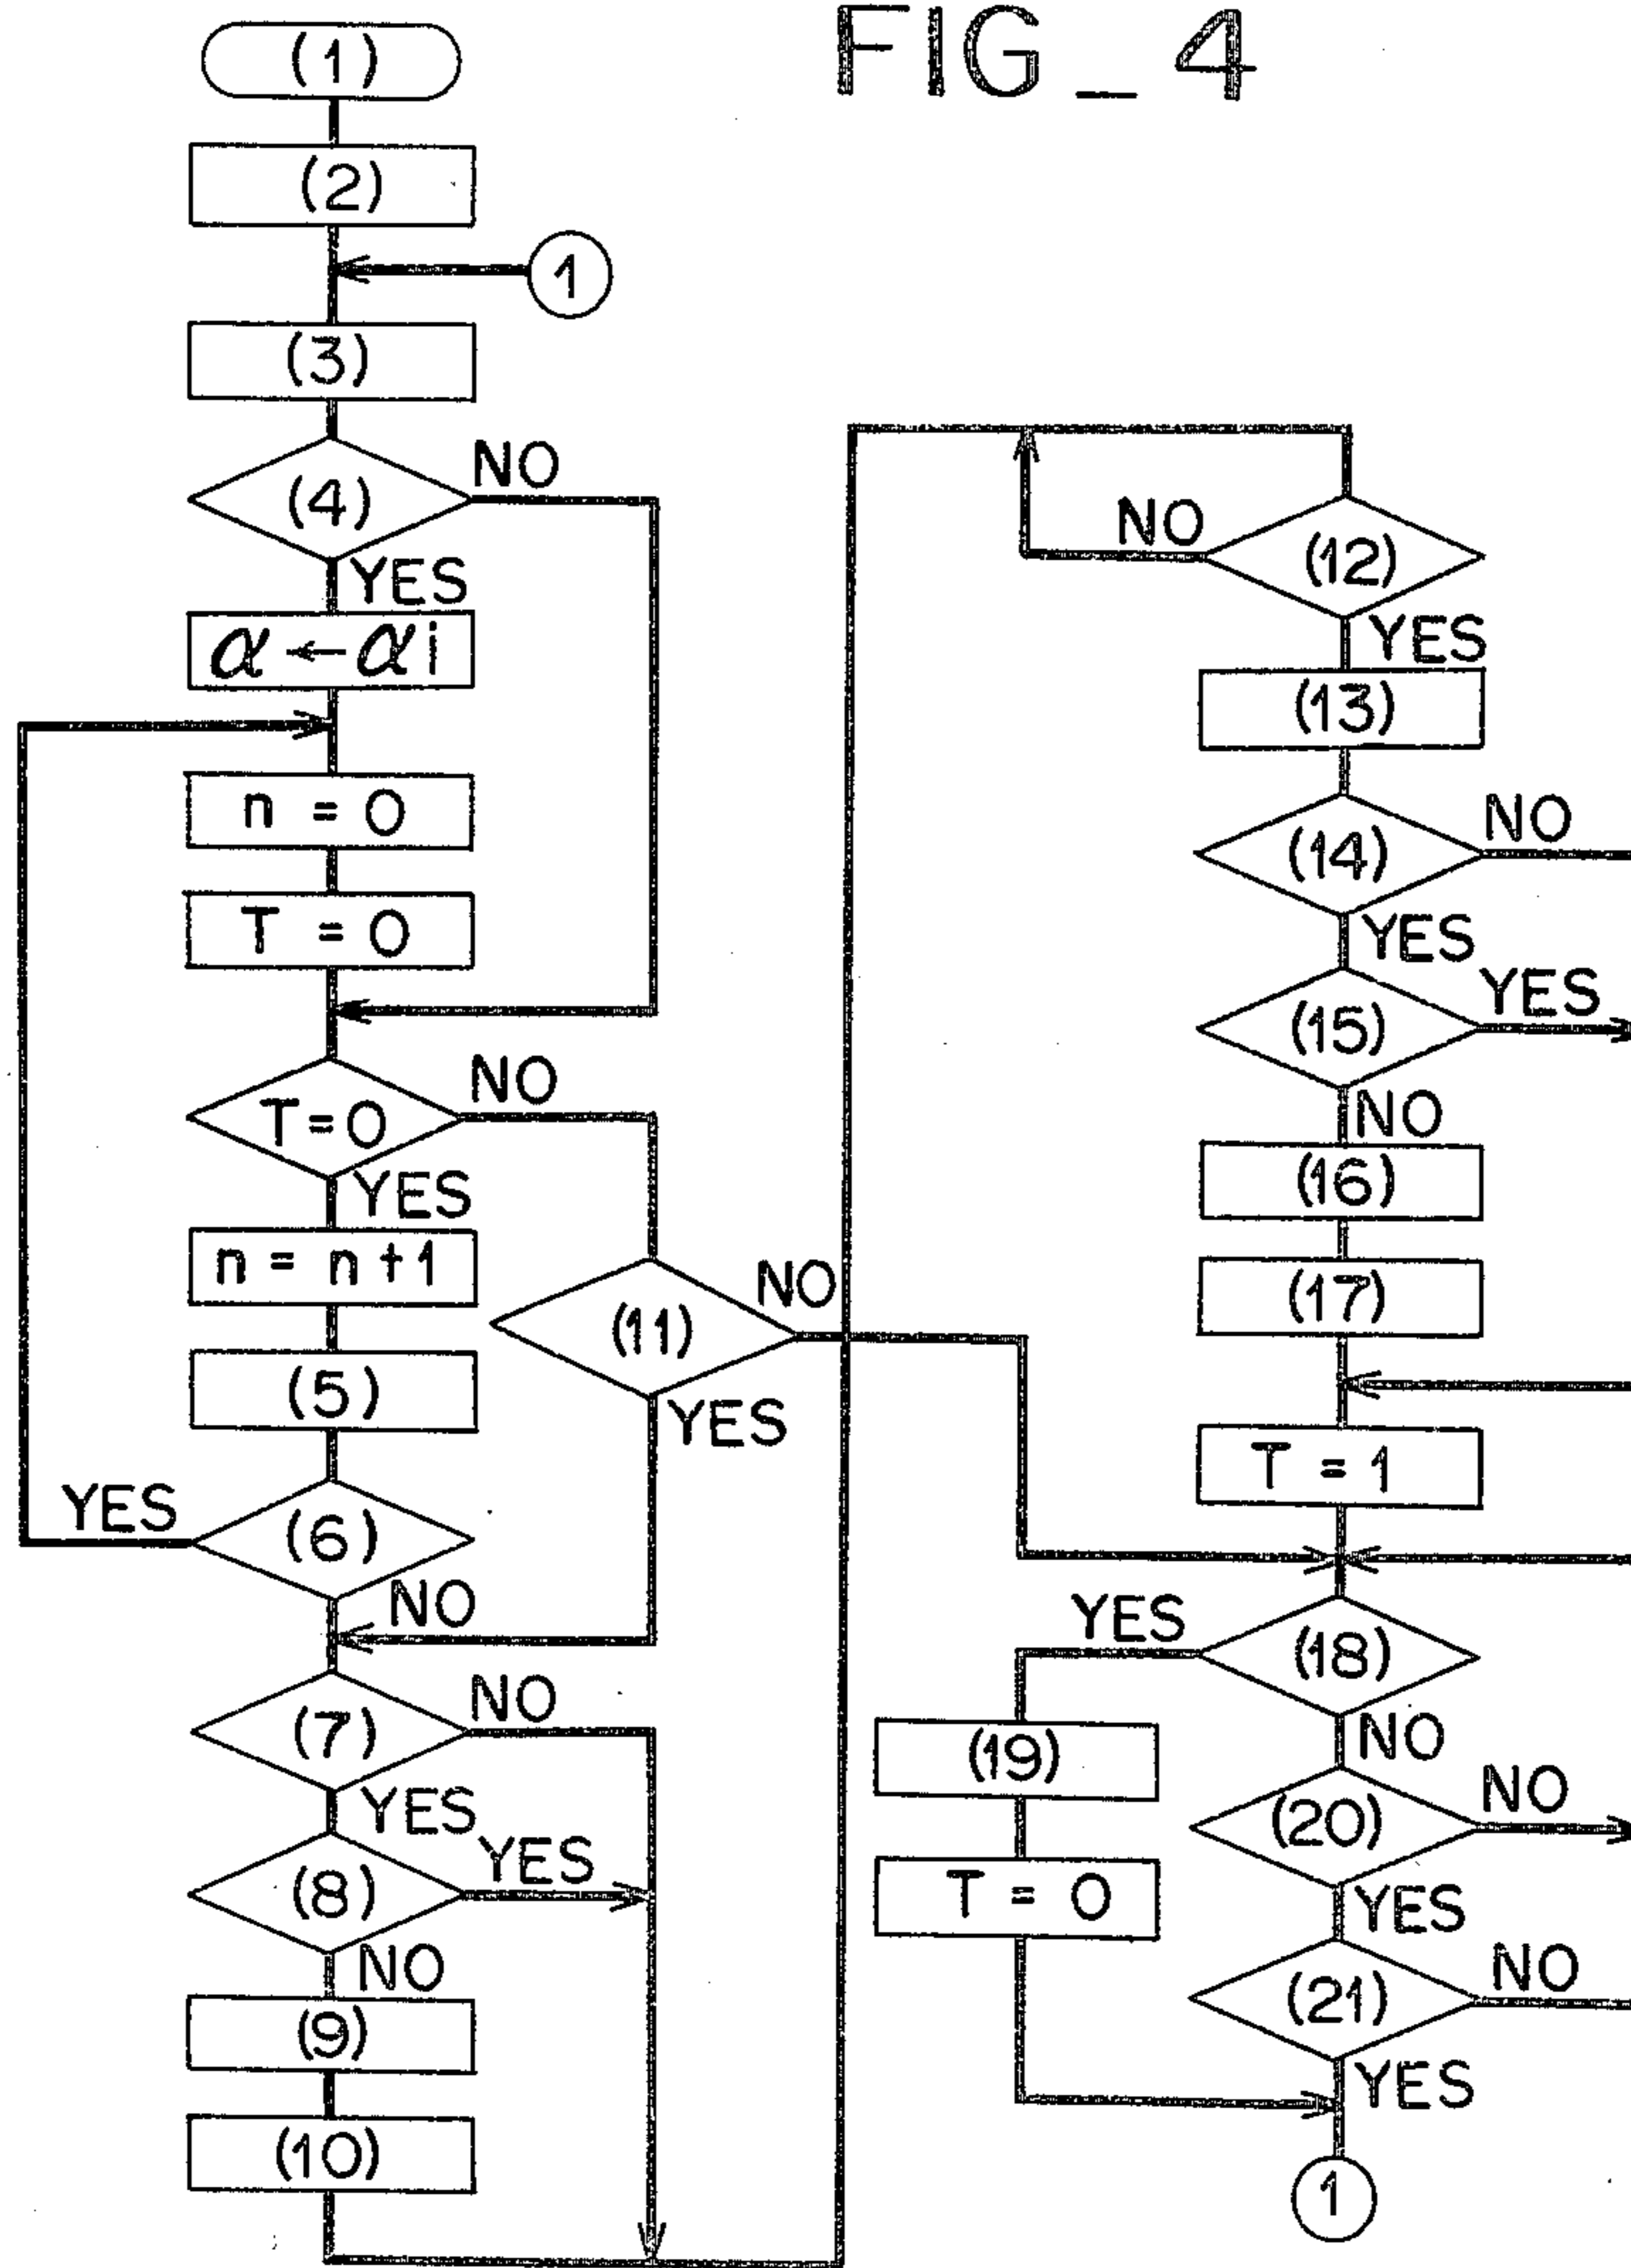 FIG_4
(1)
(2)
1
(3)
(4)
NO
YES
α ← αi
n = 0
T = 0
T=0
NO
YES
n = n+1
(5)
(6)
YES
NO
(11)
NO
YES
(7)
NO
YES
(8)
YES
NO
(9)
(10)
(12)
NO
YES
(13)
(14)
NO
YES
(15)
YES
NO
(16)
(17)
T = 1
(18)
YES
NO
(19)
T = 0
(20)
NO
YES
(21)
NO
YES
1